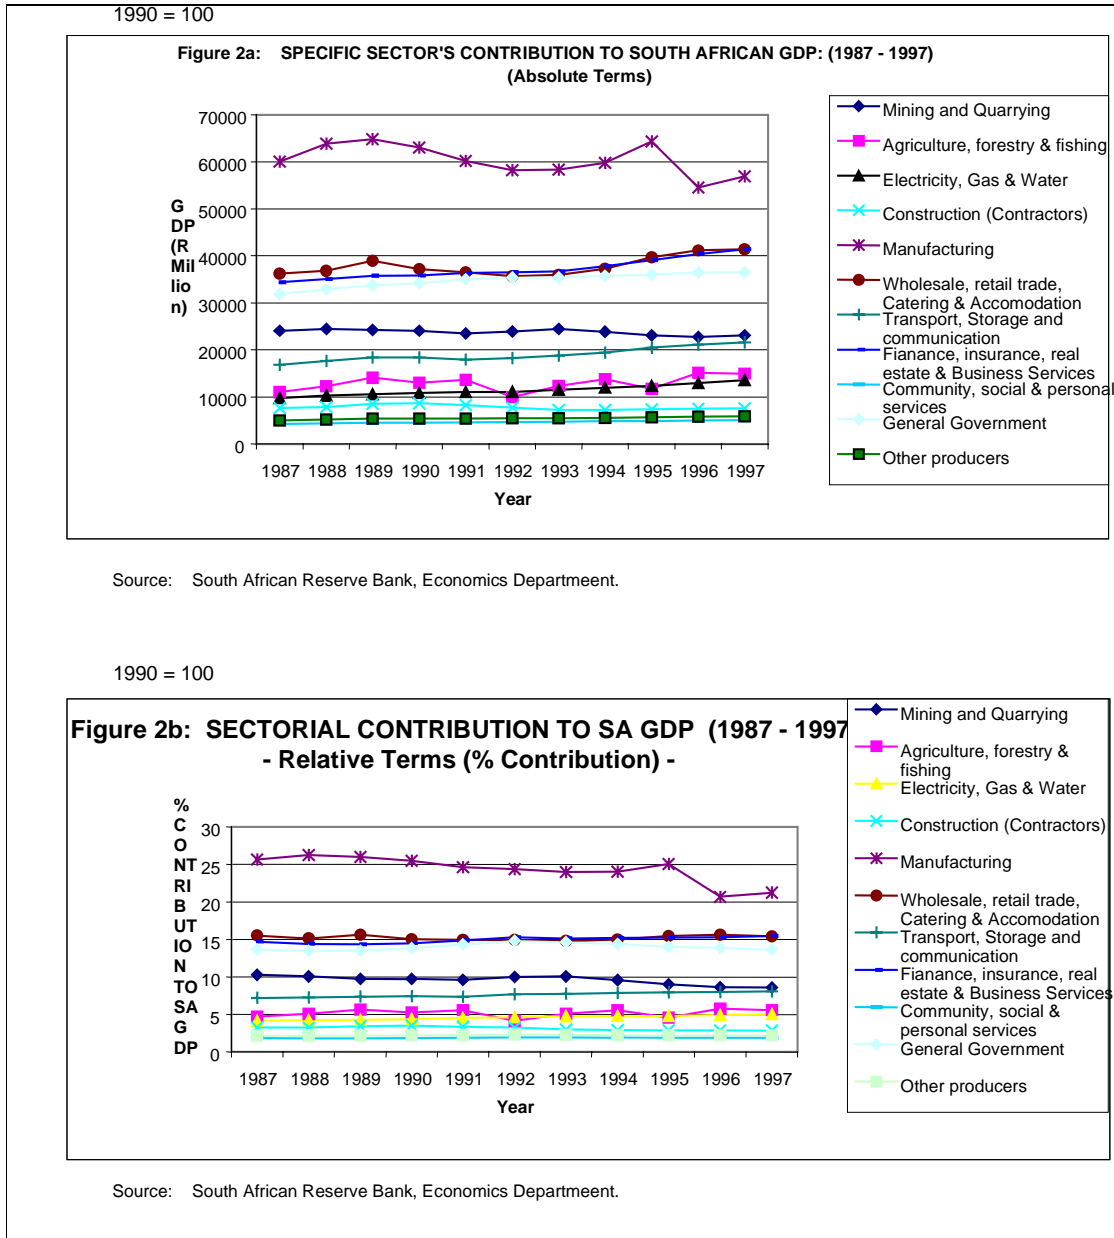 1990 = 100
Figure 2a: SPECIFIC SECTOR'S CONTRIBUTION TO SOUTH AFRICAN GDP: (1987 - 1997)
(Absolute Terms)
G
DP
(R
Mil
lio
n)
70000
60000
50000
40000
30000
20000
10000
0
1987 1988 1989 1990 1991 1992 1993 1994 1995 1996 1997
Year
Mining and Quarrying
Agriculture, forestry & fishing
Electricity, Gas & Water
Construction (Contractors)
Manufacturing
Wholesale, retail trade,
Catering & Accomodation
Transport, Storage and
communication
Fianance, insurance, real
estate & Business Services
Community, social & personal
services
General Government
Other producers
Source: South African Reserve Bank, Economics Departmeent.
1990 = 100
Figure 2b: SECTORIAL CONTRIBUTION TO SA GDP (1987 - 1997
- Relative Terms (% Contribution) -
%
C
O
NT
RI
B
UT
IO
N
TO
SA
G
DP
30
25
20
15
10
5
0
1987 1988 1989 1990 1991 1992 1993 1994 1995 1996 1997
Year
Mining and Quarrying
Agriculture, forestry &
fishing
Electricity, Gas & Water
Construction (Contractors)
Manufacturing
Wholesale, retail trade,
Catering & Accomodation
Transport, Storage and
communication
Fianance, insurance, real
estate & Business Services
Community, social &
personal services
General Government
Other producers
Source: South African Reserve Bank, Economics Departmeent.